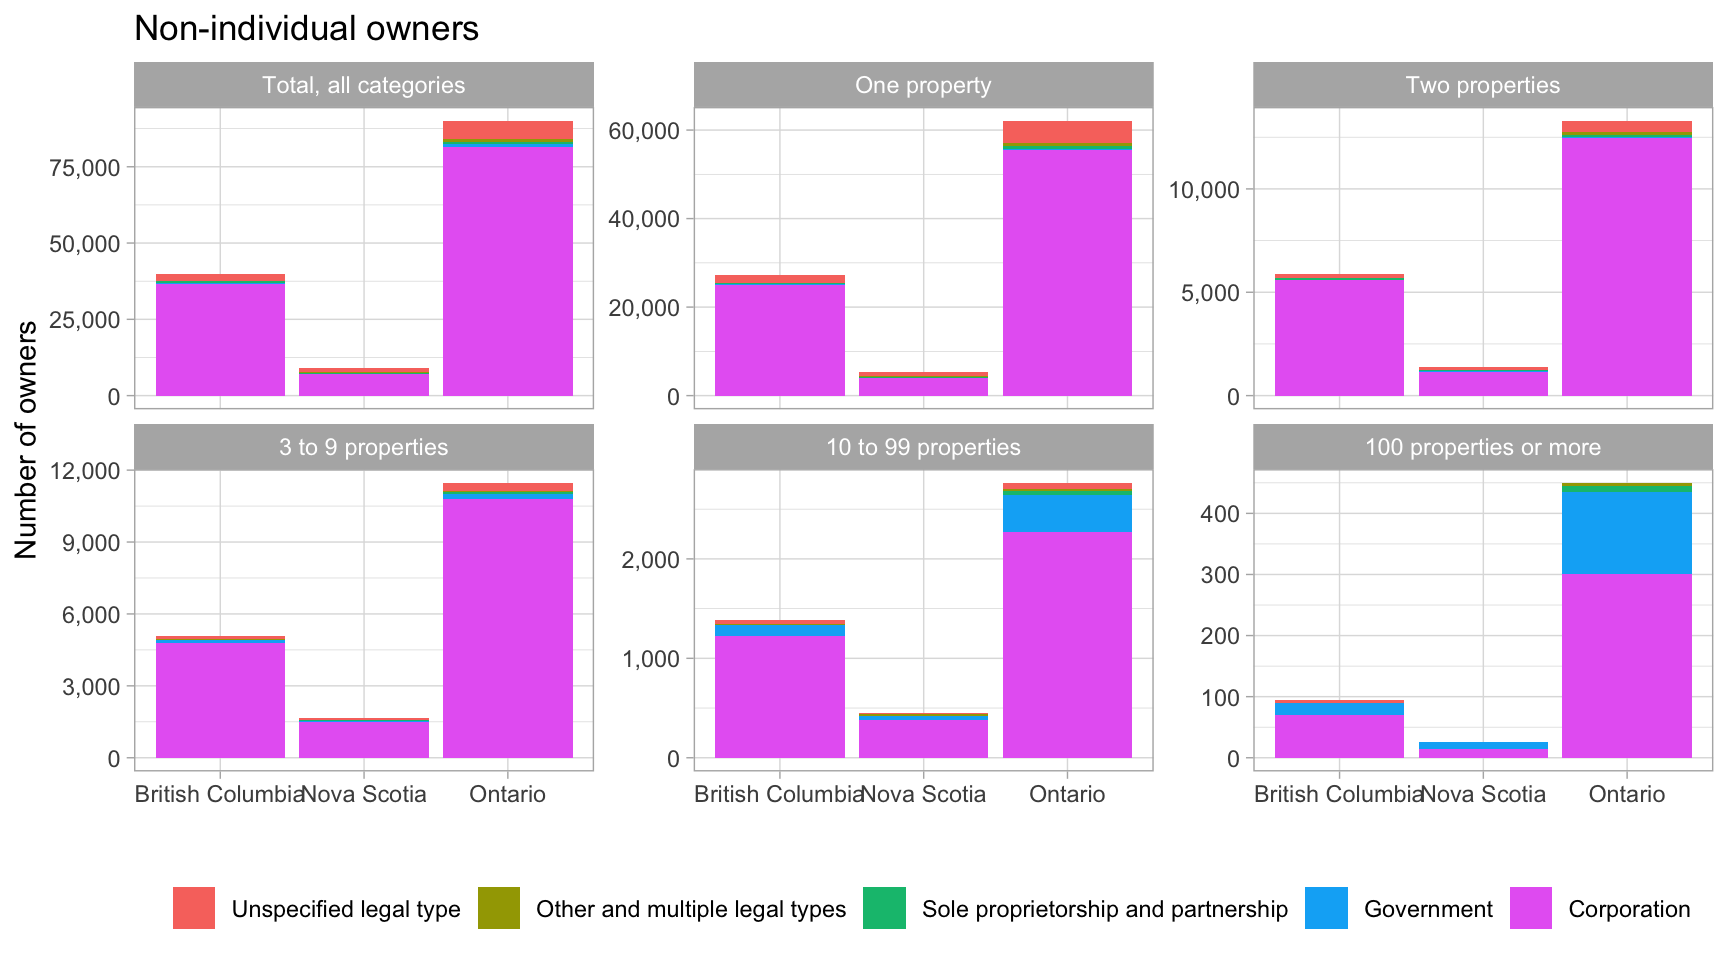 Non-individual owners
Total, all categories
One property
Two properties
75,000
50,000
25,000
0
60,000
40,000
20,000
0
10,000
5,000
0
Number of owners
3 to 9 properties
10 to 99 properties
100 properties or more
12,000
9,000
6,000
3,000
0
2,000
1,000
0
400
300
200
100
0
British Columbia Nova Scotia Ontario
British Columbia Nova Scotia Ontario
British Columbia Nova Scotia Ontario
Unspecified legal type Other and multiple legal types Sole proprietorship and partnership Government Corporation